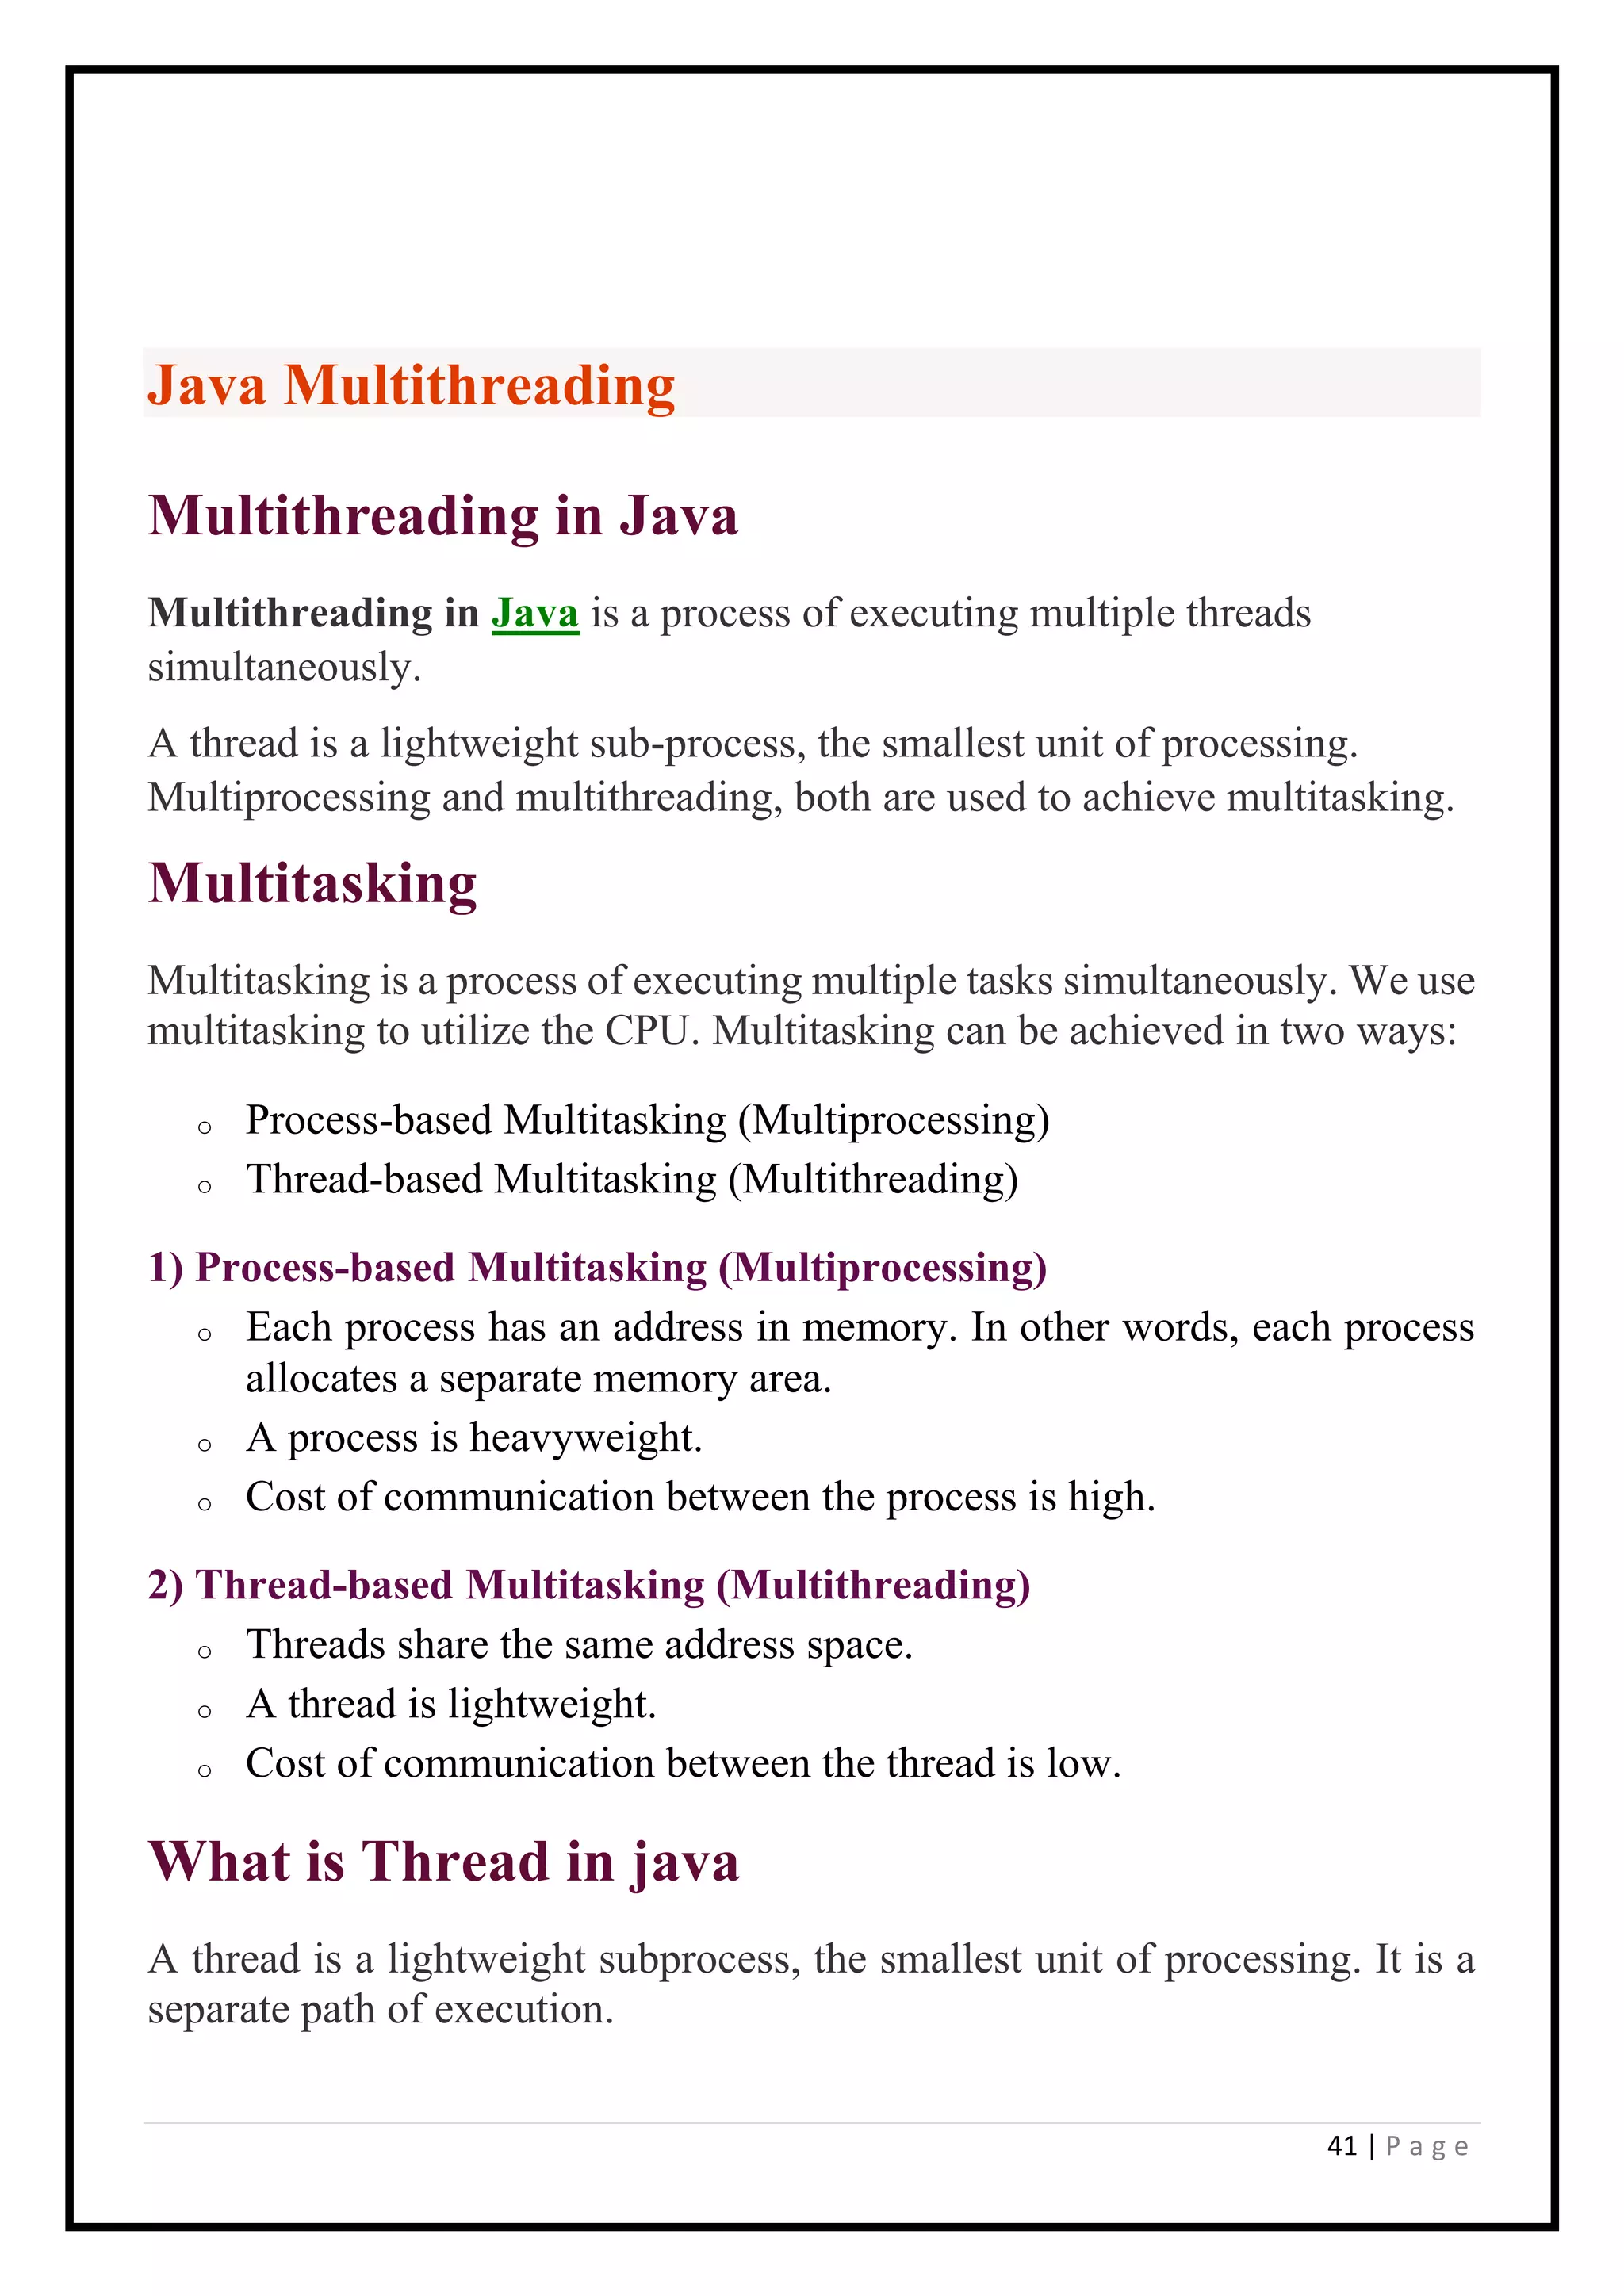 Java Multithreading
Multithreading in Java
Multithreading in Java is a process of executing multiple threads
simultaneously.
A thread is a lightweight sub-process, the smallest unit of processing.
Multiprocessing and multithreading, both are used to achieve multitasking.
Multitasking
Multitasking is a process of executing multiple tasks simultaneously. We use
multitasking to utilize the CPU. Multitasking can be achieved in two ways:
o Process-based Multitasking (Multiprocessing)
o Thread-based Multitasking (Multithreading)
1) Process-based Multitasking (Multiprocessing)
o Each process has an address in memory. In other words, each process
allocates a separate memory area.
o A process is heavyweight.
o Cost of communication between the process is high.
2) Thread-based Multitasking (Multithreading)
o Threads share the same address space.
o A thread is lightweight.
o Cost of communication between the thread is low.
What is Thread in java
A thread is a lightweight subprocess, the smallest unit of processing. It is a
separate path of execution.
41 | P a g e